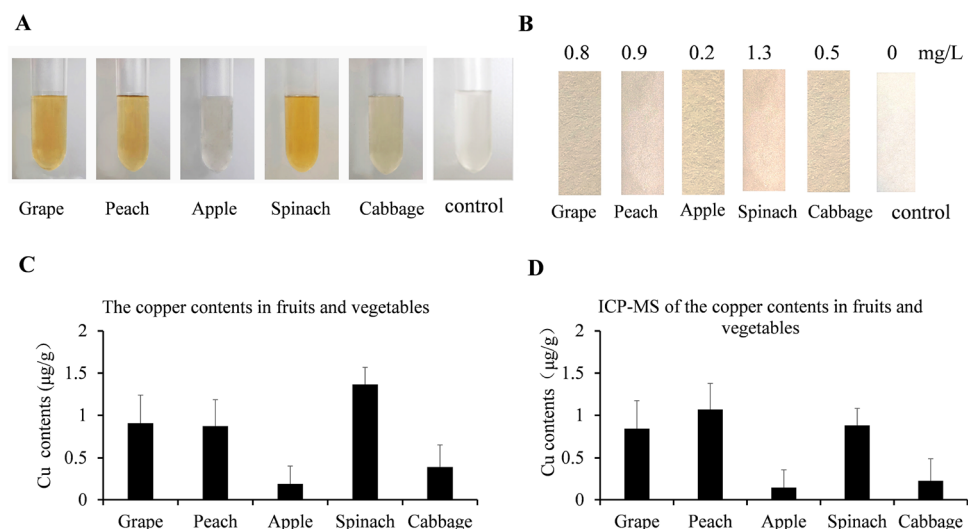 A
Grape Peach Apple Spinach Cabbage control
B
0.8 0.9 0.2 1.3 0.5 0 mg/L
Grape Peach Apple Spinach Cabbage control
C
The copper contents in fruits and vegetables
Cu contents (μg/g)
2
1.5
1
0.5
0
Grape Peach Apple Spinach Cabbage
D
ICP-MS of the copper contents in fruits and
vegetables
Cu contents（μg/g)
2
1.5
1
0.5
0
Grape Peach Apple Spinach Cabbage